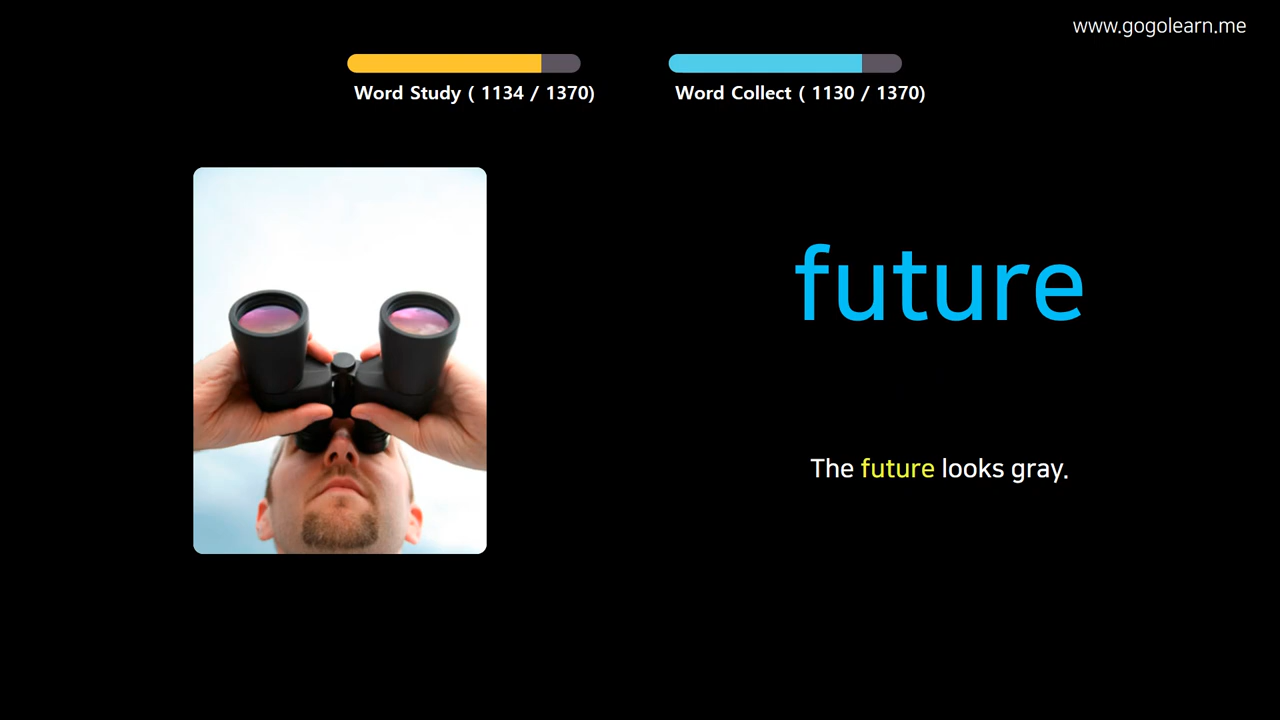 www.gogolearn.me
Word Study ( 1134 / 1370)
Word Collect ( 1130 / 1370)
future
The future looks gray.